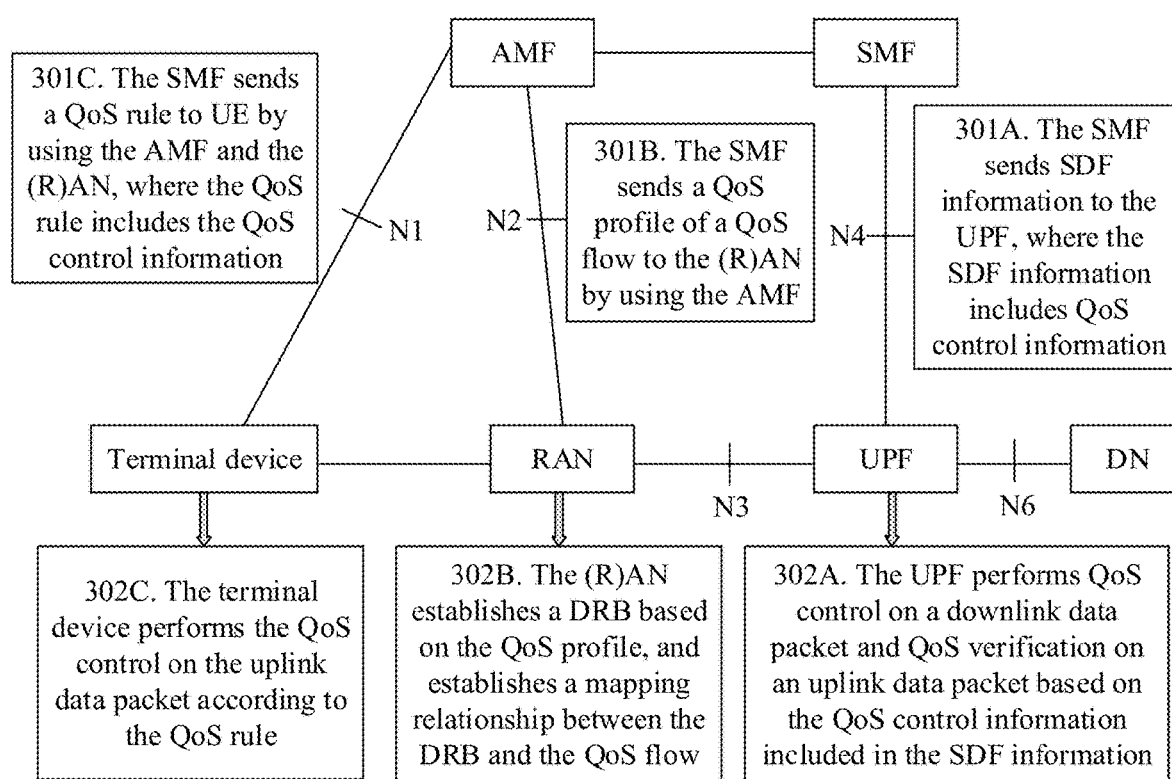 AMF
SMF
301C. The SMF sends
a QoS rule to UE by
using the AMF and the
(R)AN, where the QoS
rule includes the QoS
control information
N1
N2
301B. The SMF
sends a QoS
profile of a QoS
flow to the (R)AN
by using the AMF
N4
301A. The SMF
sends SDF
information to the
UPF, where the
SDF information
includes QoS
control information
Terminal device
RAN
N3
UPF
N6
DN
302C. The terminal
device performs the QoS
control on the uplink
data packet according to
the QoS rule
302B. The (R)AN
establishes a DRB based
on the QoS profile, and
establishes a mapping
relationship between the
DRB and the QoS flow
302A. The UPF performs QoS
control on a downlink data
packet and QoS verification on
an uplink data packet based on
the QoS control information
included in the SDF information